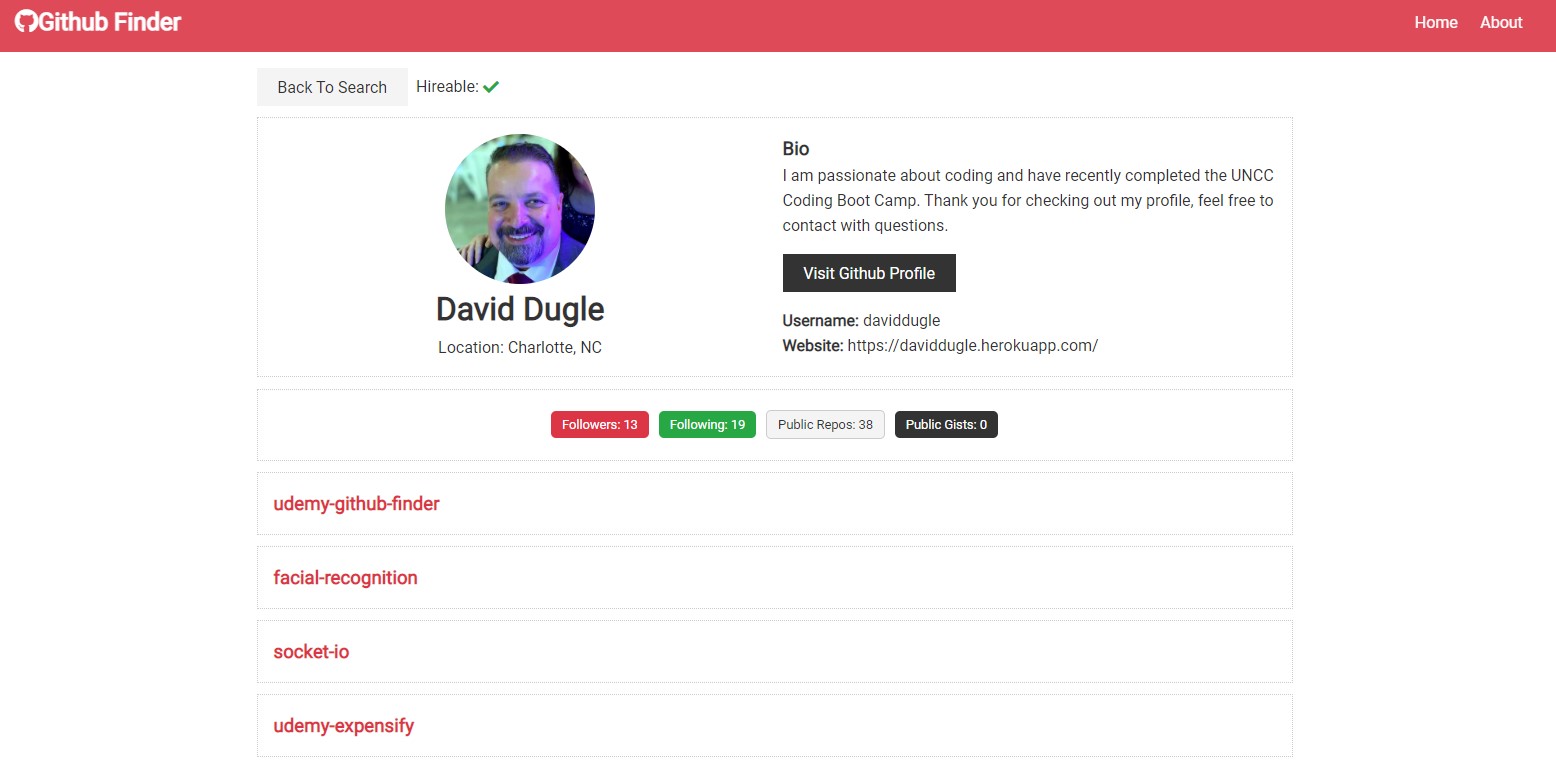 Github Finder
Home
About
Back To Search
Hireable:
Bio
I am passionate about coding and have recently completed the UNCC
Coding Boot Camp. Thank you for checking out my profile, feel free to
contact with questions.
Visit Github Profile
David Dugle
Location: Charlotte, NC
Username: daviddugle
Website: https://daviddugle.herokuapp.com/
Followers: 13
Following: 19
Public Repos: 38
Public Gists: 0
udemy-github-finder
facial-recognition
socket-io
udemy-expensify